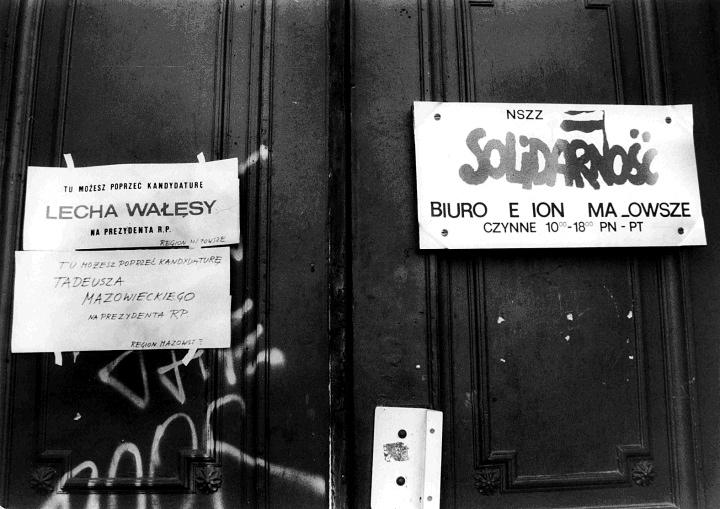 TU MOŻESZ POPRZEĆ KANDYDATURĘ
LECHA WAŁĘSY
NA PREZYDENTA R.P.
REGION MAZOWSZE
TU MOŻESZ POPRZEĆ KANDYDATURĘ
TADEUSZA
MAZOWIECKIEGO
NA PREZYDENTA RP.
REGION MAZOWSZE
NSZZ
SOLIDARNOŚĆ
BIURO E ION MA OWSZE
CZYNNE 10⁰⁰-18⁰⁰ PN - PT